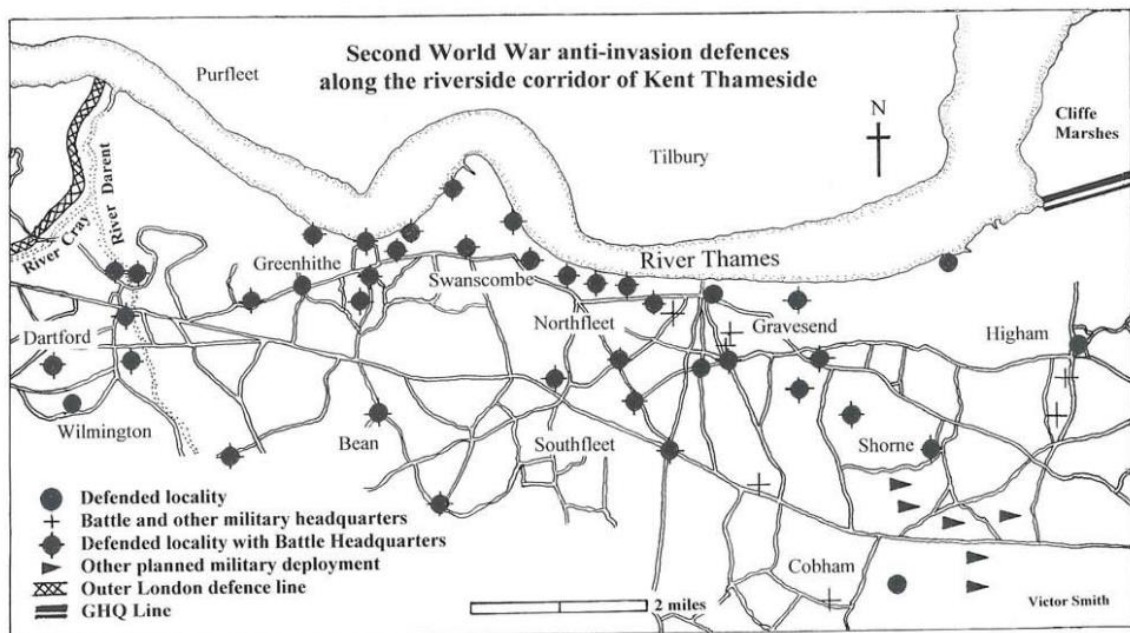 Second World War anti-invasion defences
along the riverside corridor of Kent Thameside
Purfleet
N
Cliffe
Marshes
Tilbury
River Darent
River Cray
Greenhithe
Swanscombe
River Thames
Dartford
Northfleet
Gravesend
Higham
Wilmington
Bean
Southfleet
Shorne
Cobham
Defended locality
Battle and other military headquarters
Defended locality with Battle Headquarters
Other planned military deployment
Outer London defence line
GHQ Line
2 miles
Victor Smith